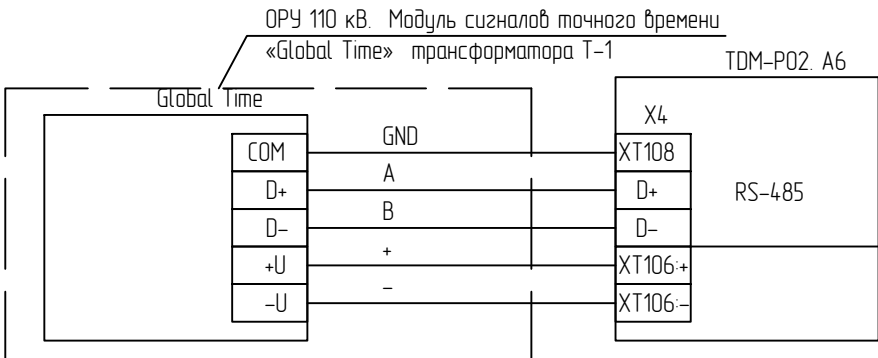 ОРУ 110 кВ. Модуль сигналов точного времени
«Global Time» трансформатора Т-1
TDM-P02. A6
Global Time
X4
COM
GND
XT108
D+
A
D+
RS-485
D-
B
D-
+U
+
XT106:+
-U
-
XT106:-